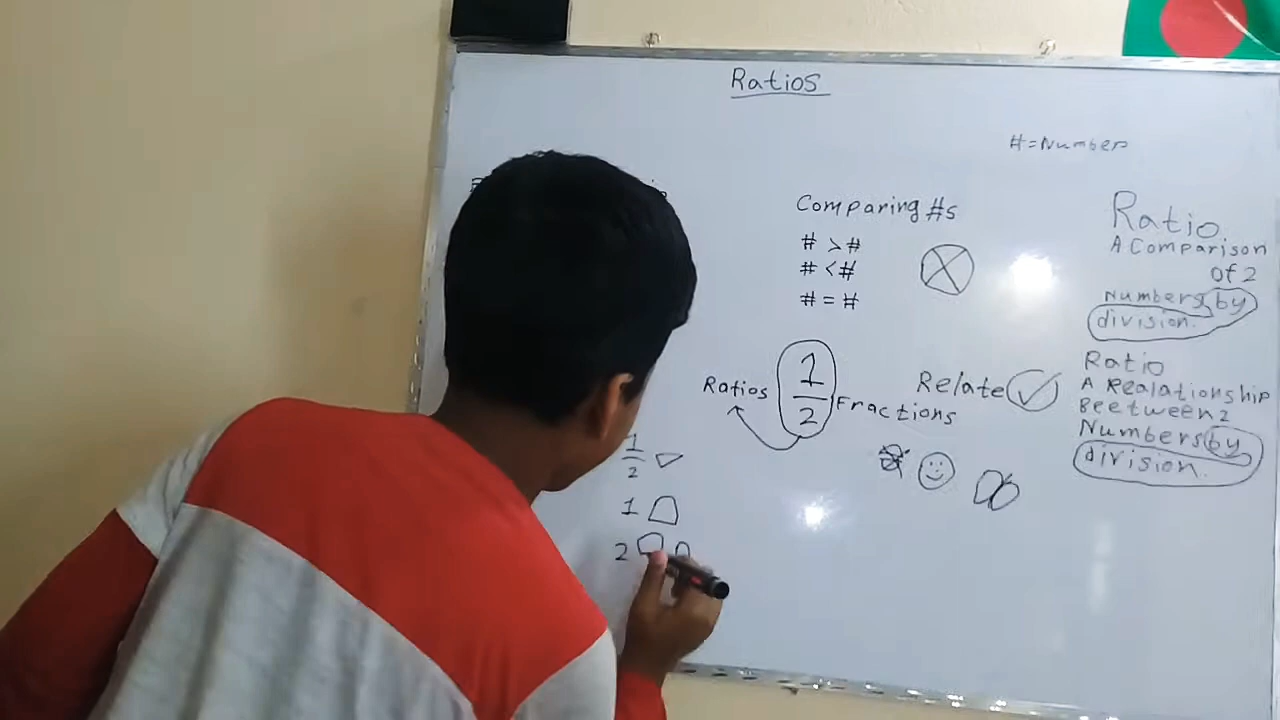 Ratios
# = Number
Comparing #s
# > #
# < #
# = #
Ratio
A Comparison
of 2
Numbers by
division.
Ratios
1
2
Fractions
Relate
Ratio
A Realationship
Beetween 2
Numbers by
division.
1
2
1
2